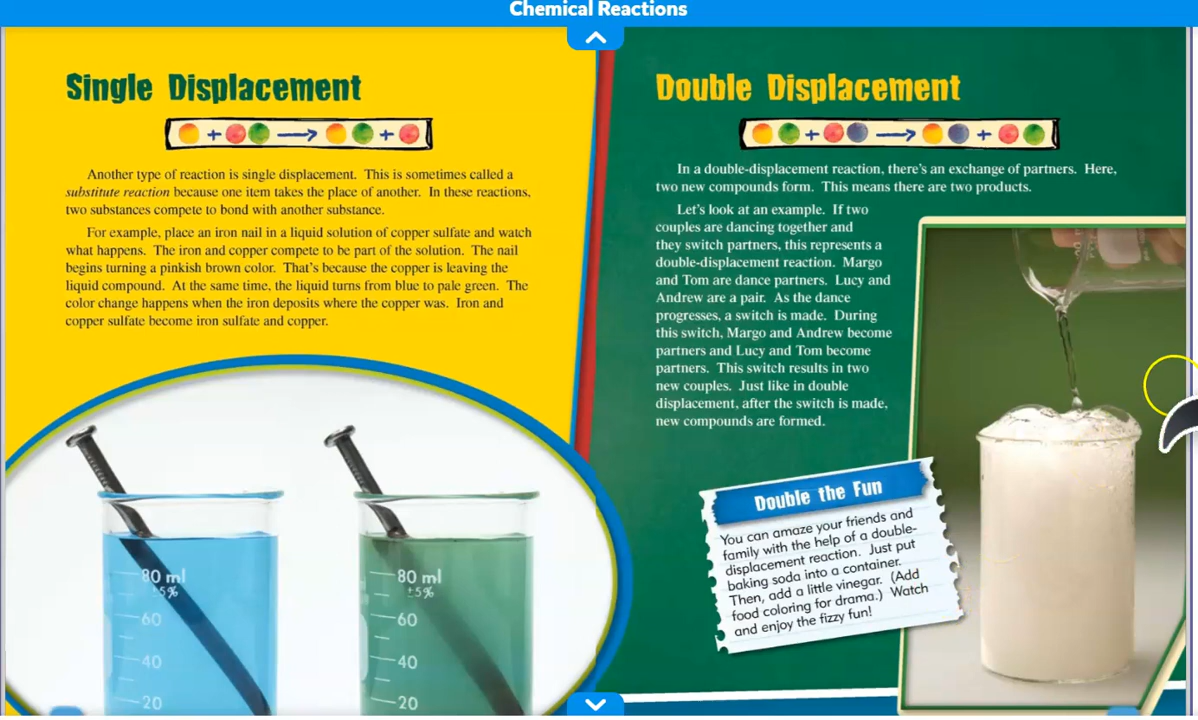 Chemical Reactions
Single Displacement
+ → +
Another type of reaction is single displacement. This is sometimes called a
substitute reaction because one item takes the place of another. In these reactions,
two substances compete to bond with another substance.
For example, place an iron nail in a liquid solution of copper sulfate and watch
what happens. The iron and copper compete to be part of the solution. The nail
begins turning a pinkish brown color. That's because the copper is leaving the
liquid compound. At the same time, the liquid turns from blue to pale green. The
color change happens when the iron deposits where the copper was. Iron and
copper sulfate become iron sulfate and copper.
80 ml
±5%
60
40
20
80 ml
±5%
60
40
20
Double Displacement
+ → +
In a double-displacement reaction, there's an exchange of partners. Here,
two new compounds form. This means there are two products.
Let's look at an example. If two
couples are dancing together and
they switch partners, this represents a
double-displacement reaction. Margo
and Tom are dance partners. Lucy and
Andrew are a pair. As the dance
progresses, a switch is made. During
this switch, Margo and Andrew become
partners and Lucy and Tom become
partners. This switch results in two
new couples. Just like in double
displacement, after the switch is made,
new compounds are formed.
Double the Fun
You can amaze your friends and
family with the help of a double-
displacement reaction. Just put
baking soda into a container.
Then, add a little vinegar. (Add
food coloring for drama.) Watch
and enjoy the fizzy fun!